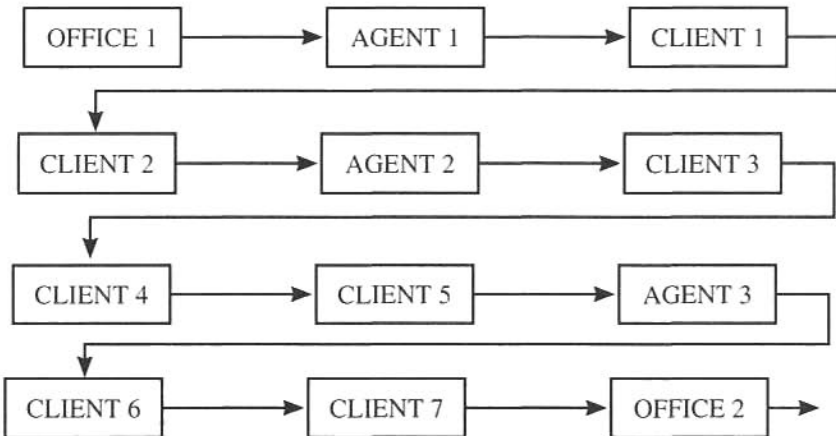 OFFICE 1 AGENT 1 CLIENT 1
CLIENT 2 AGENT 2 CLIENT 3
CLIENT 4 CLIENT 5 AGENT 3
CLIENT 6 CLIENT 7 OFFICE 2